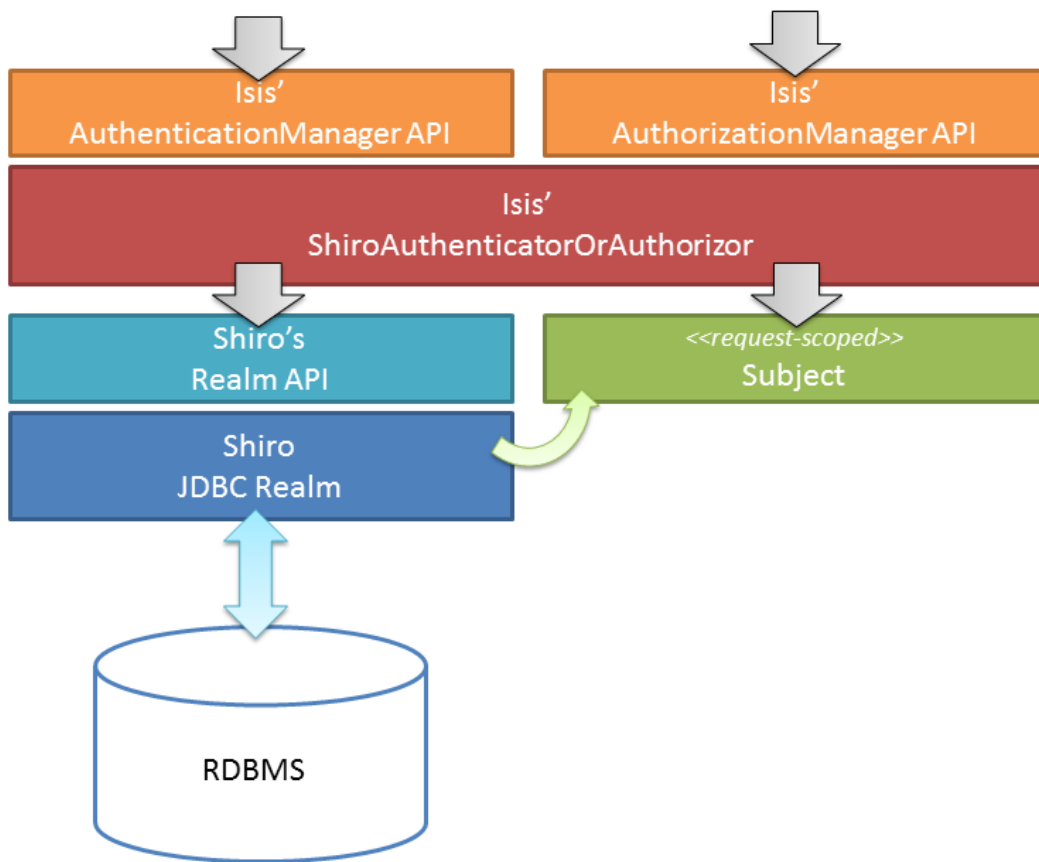 Isis’
AuthenticationManager API
Isis’
AuthorizationManager API
Isis’
ShiroAuthenticatorOrAuthorizor
Shiro’s
Realm API
<<request-scoped>>
Subject
Shiro
JDBC Realm
RDBMS